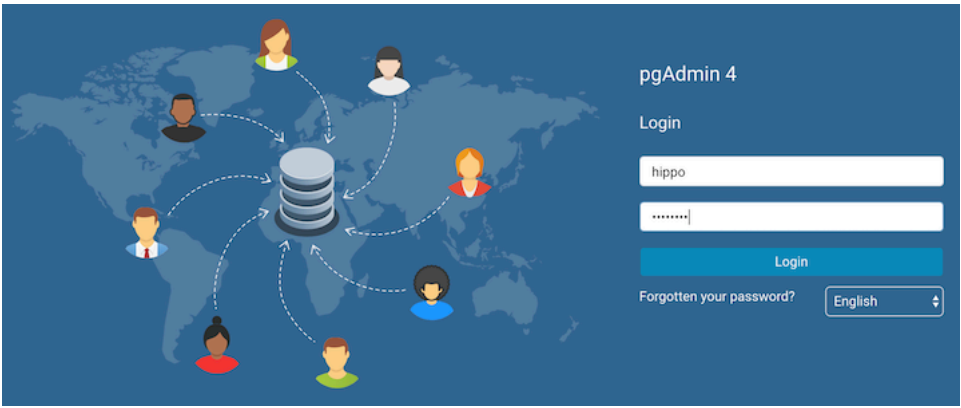 pgAdmin 4
Login
hippo
••••••••
Login
Forgotten your password?
English